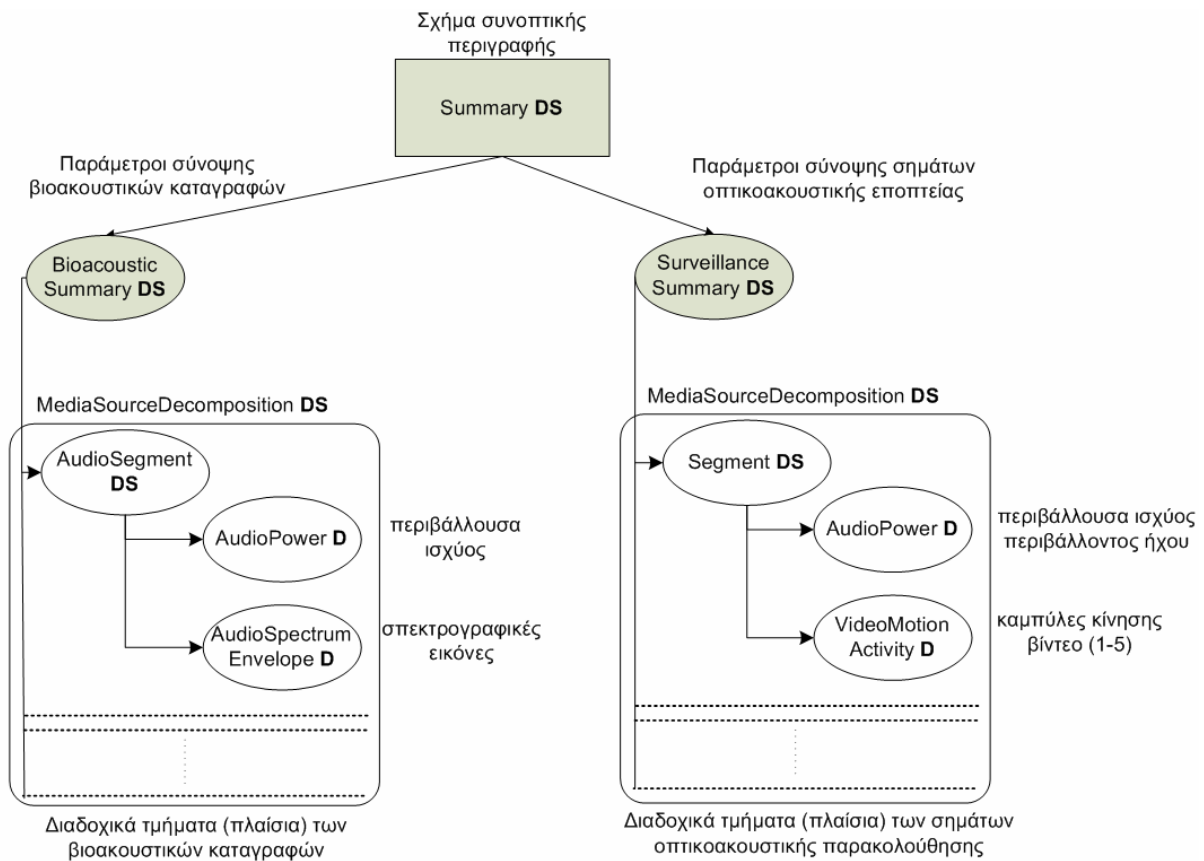 Σχήμα συνοπτικής
περιγραφής
Summary DS
Παράμετροι σύνοψης
βιοακουστικών καταγραφών
Παράμετροι σύνοψης σημάτων
οπτικοακουστικής εποπτείας
Bioacoustic
Summary DS
Surveillance
Summary DS
MediaSourceDecomposition DS
AudioSegment
DS
AudioPower D
περιβάλλουσα
ισχύος
AudioSpectrum
Envelope D
σπεκτρογραφικές
εικόνες
Διαδοχικά τμήματα (πλαίσια) των
βιοακουστικών καταγραφών
MediaSourceDecomposition DS
Segment DS
AudioPower D
περιβάλλουσα ισχύος
περιβάλλοντος ήχου
VideoMotion
Activity D
καμπύλες κίνησης
βίντεο (1-5)
Διαδοχικά τμήματα (πλαίσια) των σημάτων
οπτικοακουστικής παρακολούθησης